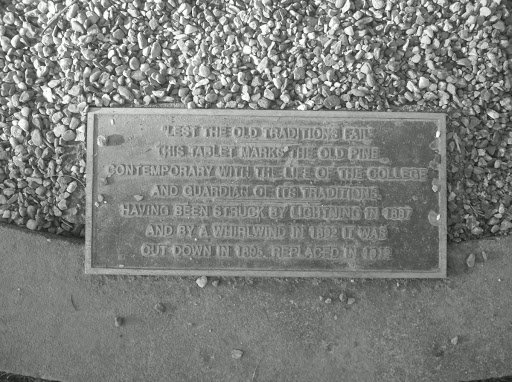 "LEST THE OLD TRADITIONS FAIL"
THIS TABLET MARKS THE OLD PINE
CONTEMPORARY WITH THE LIFE OF THE COLLEGE
AND GUARDIAN OF ITS TRADITIONS.
HAVING BEEN STRUCK BY LIGHTNING IN 1887
AND BY A WHIRLWIND IN 1892 IT WAS
CUT DOWN IN 1895. REPLACED IN 1912